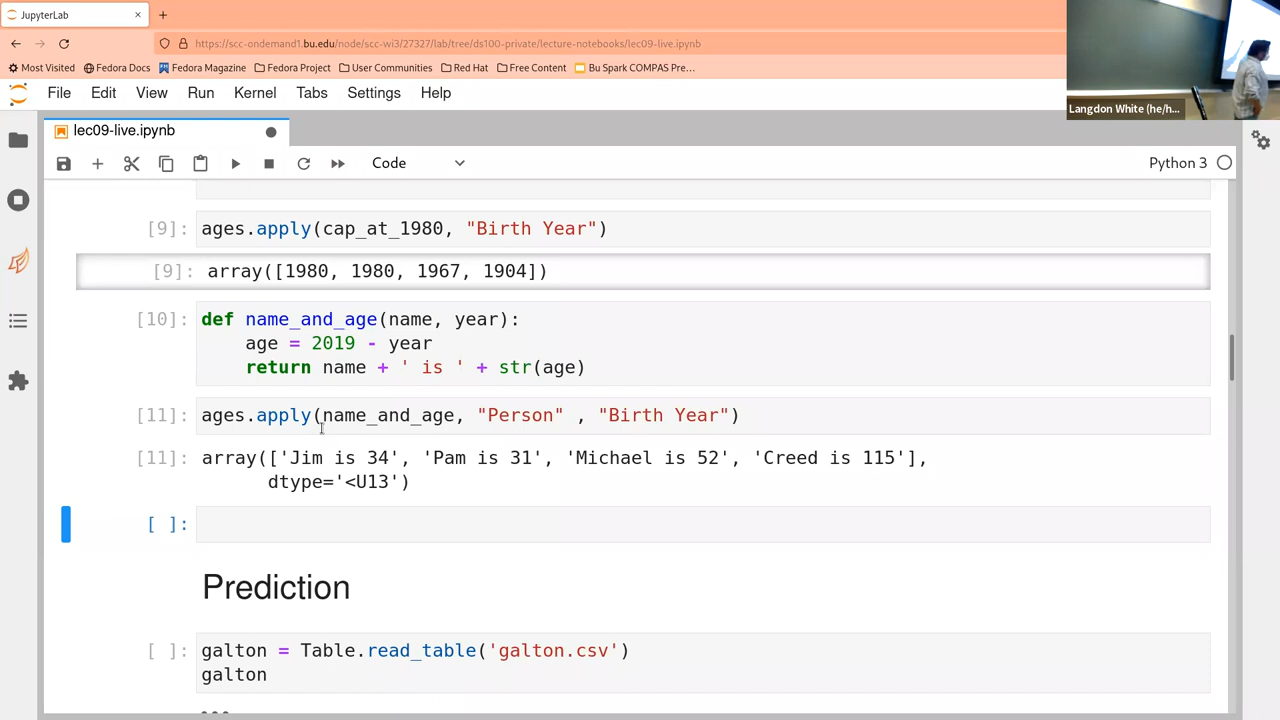 JupyterLab
https://scc-ondemand1.bu.edu/node/scc-wi3/27327/lab/tree/ds100-private/lecture-notebooks/lec09-live.ipynb
Most Visited Fedora Docs Fedora Magazine Fedora Project User Communities Red Hat Free Content Bu Spark COMPAS Pre…
Langdon White (he/h...
File Edit View Run Kernel Tabs Settings Help
lec09-live.ipynb
Code Python 3
[9]: ages.apply(cap_at_1980, "Birth Year")
[9]: array([1980, 1980, 1967, 1904])
[10]: def name_and_age(name, year):
age = 2019 - year
return name + ' is ' + str(age)
[11]: ages.apply(name_and_age, "Person" , "Birth Year")
[11]: array(['Jim is 34', 'Pam is 31', 'Michael is 52', 'Creed is 115'],
dtype='<U13')
[ ]:
Prediction
[ ]: galton = Table.read_table('galton.csv')
galton